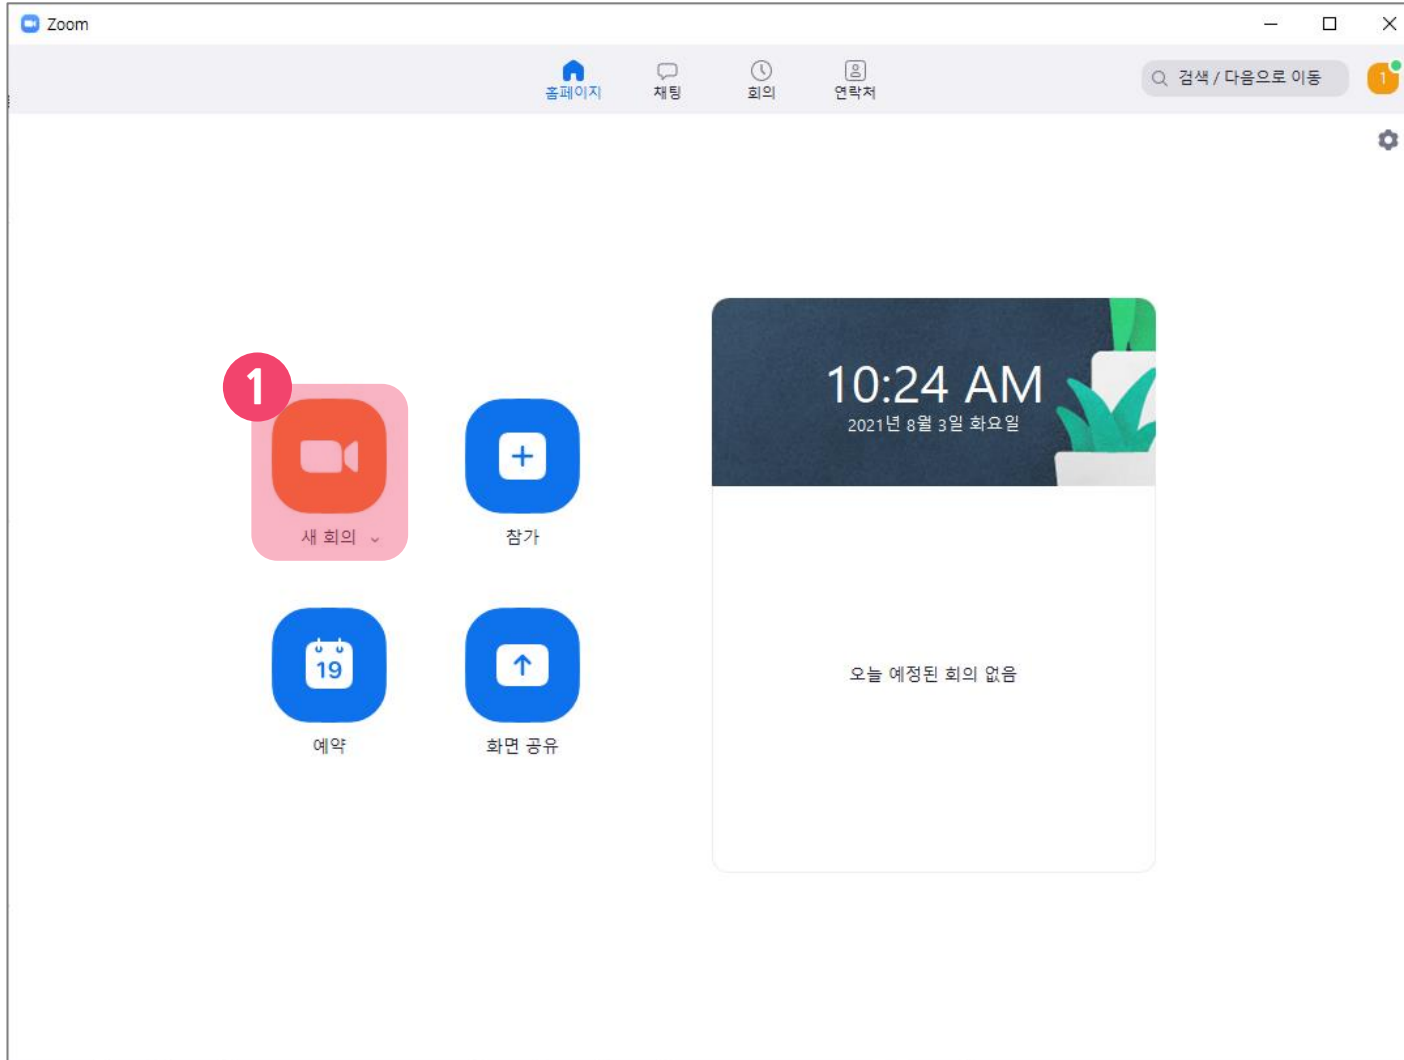 Zoom
홈페이지
채팅
회의
연락처
검색 / 다음으로 이동
1
1
새 회의
참가
19
예약
화면 공유
10:24 AM
2021년 8월 3일 화요일
오늘 예정된 회의 없음